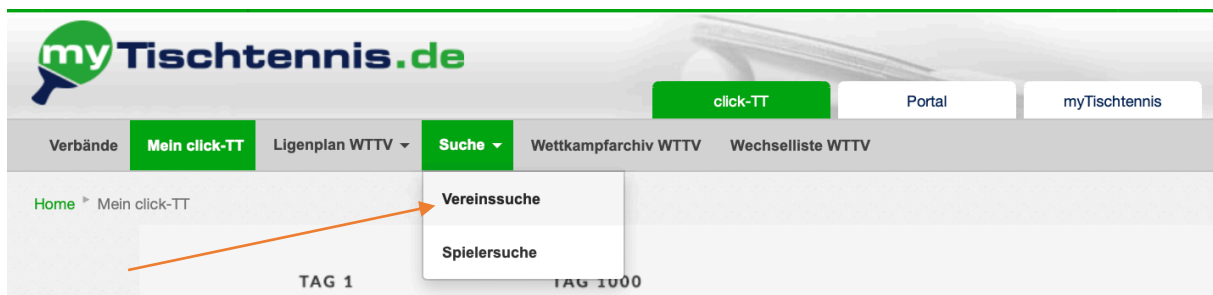 myTischtennis.de
click-TT Portal myTischtennis
Verbände Mein click-TT Ligenplan WTTV Suche Wettkampfarchiv WTTV Wechselliste WTTV
Home Mein click-TT
Vereinssuche
Spielersuche
TAG 1 TAG 1000